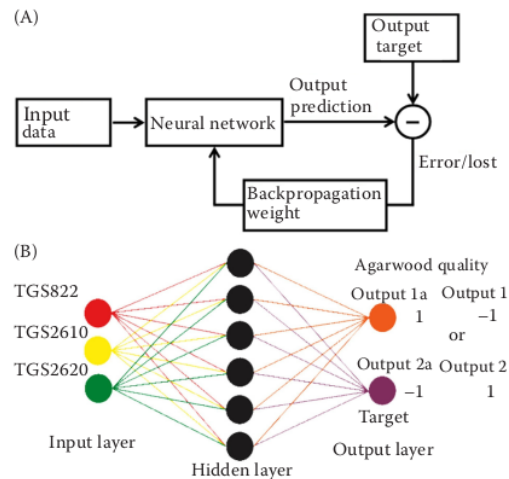 (A)
Output
target
Input
data
Neural network
Output
prediction
−
Error/lost
Backpropagation
weight
(B)
Agarwood quality
TGS822
TGS2610
TGS2620
Output 1a
1
Output 1
−1
or
Output 2a
−1
Output 2
1
Target
Input layer
Hidden layer
Output layer